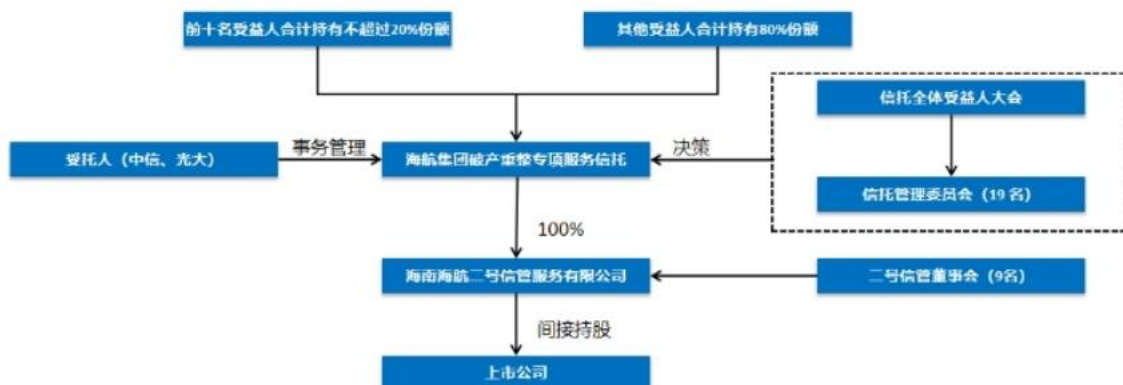 前十名受益人合计持有不超过20%份额
其他受益人合计持有80%份额
信托全体受益人大会
受托人（中信、光大）
事务管理
海航集团破产重整专项服务信托
决策
信托管理委员会（19 名）
100%
海南海航二号信管服务有限公司
二号信管董事会（9名）
间接持股
上市公司